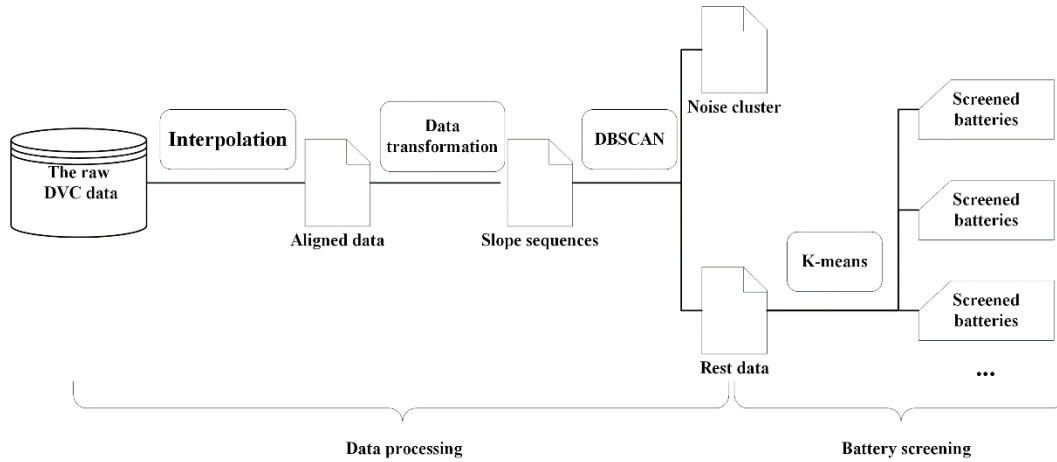 The raw
DVC data
Interpolation
Aligned data
Data
transformation
Slope sequences
DBSCAN
Noise cluster
Rest data
K-means
Screened
batteries
Screened
batteries
Screened
batteries
...
Data processing
Battery screening